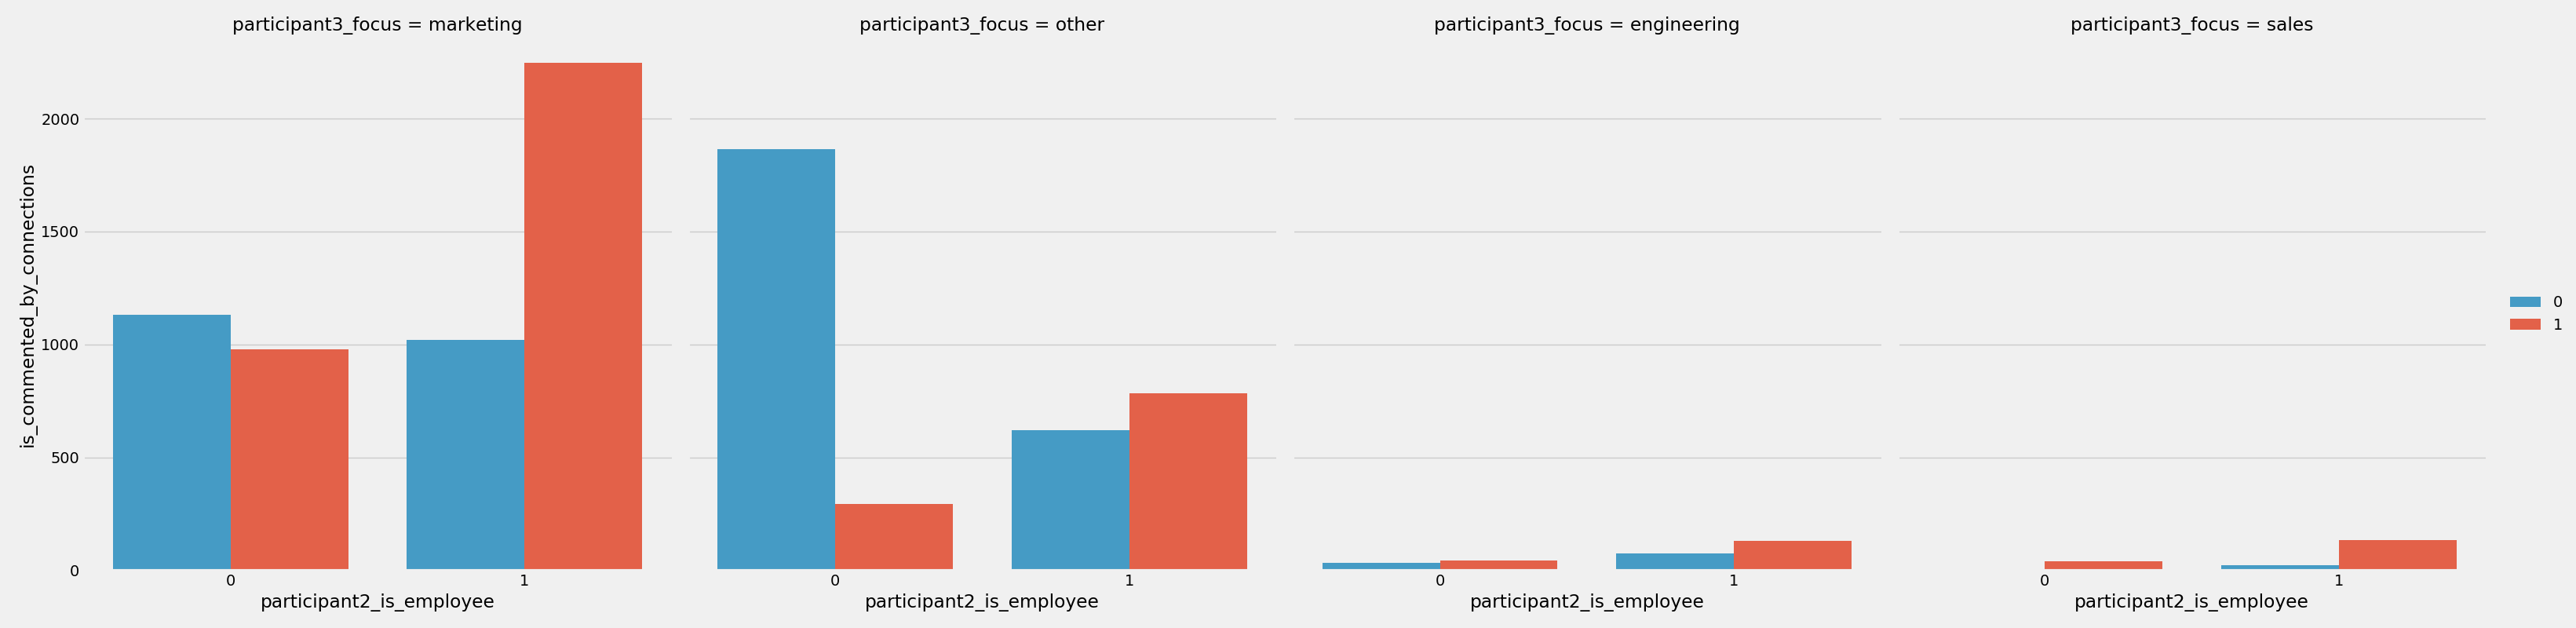 participant3_focus = marketing
participant3_focus = other
participant3_focus = engineering
participant3_focus = sales
is_commented_by_connections
2000
1500
1000
500
0
0 1
0 1
0 1
0 1
participant2_is_employee
participant2_is_employee
participant2_is_employee
participant2_is_employee
0
1